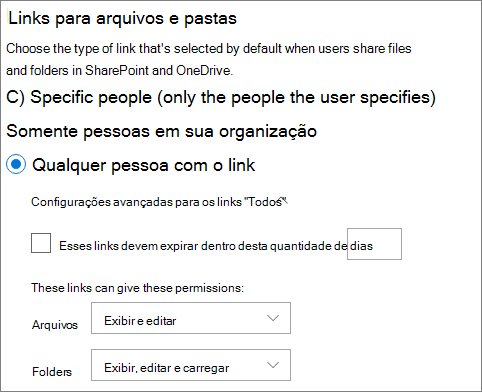 Links para arquivos e pastas
Choose the type of link that's selected by default when users share files
and folders in SharePoint and OneDrive.
C) Specific people (only the people the user specifies)
Somente pessoas em sua organização
Qualquer pessoa com o link
Configurações avançadas para os links "Todos"
Esses links devem expirar dentro desta quantidade de dias
These links can give these permissions:
Arquivos Exibir e editar
Folders Exibir, editar e carregar